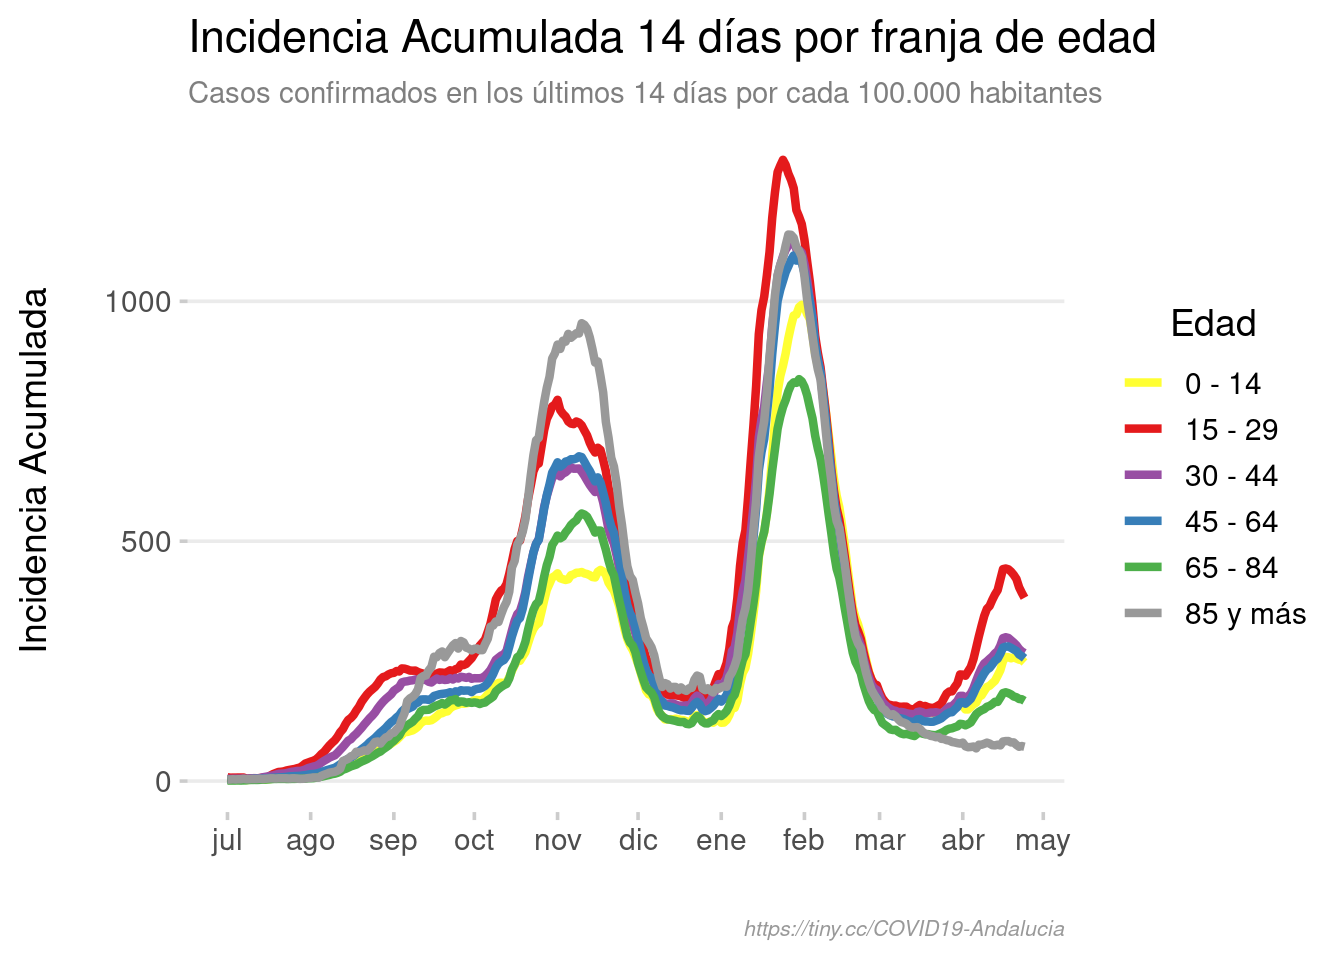 Incidencia Acumulada 14 días por franja de edad
Casos confirmados en los últimos 14 días por cada 100.000 habitantes
Incidencia Acumulada
1000
500
0
jul ago sep oct nov dic ene feb mar abr may
Edad
0 - 14
15 - 29
30 - 44
45 - 64
65 - 84
85 y más
https://tiny.cc/COVID19-Andalucia